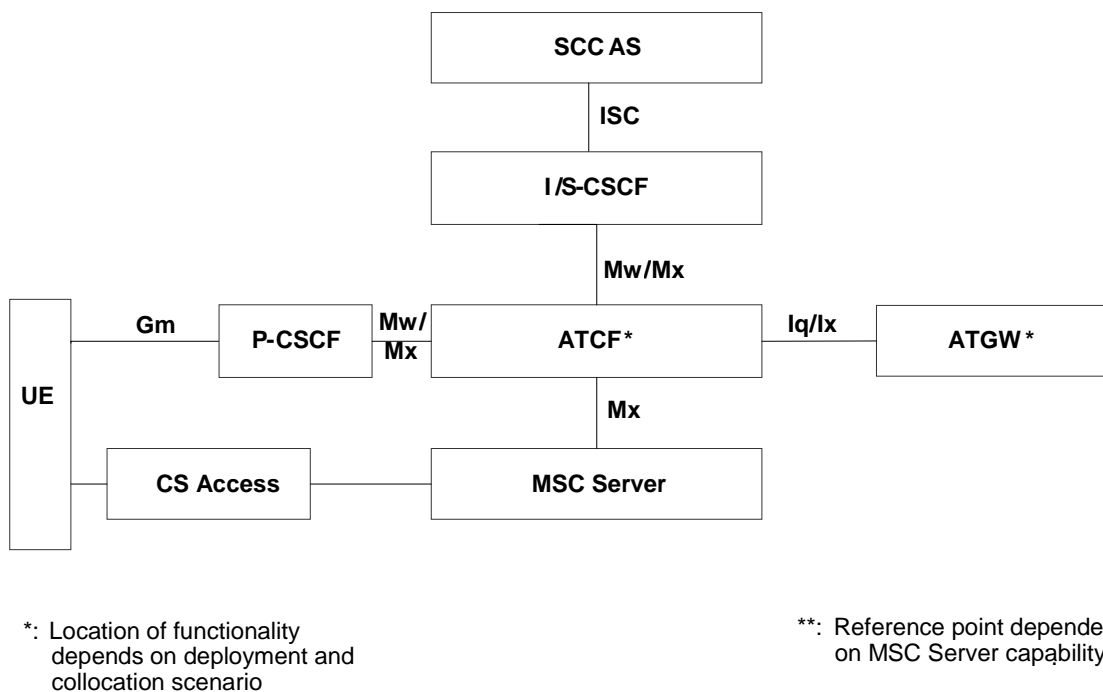 SCC AS
ISC
I/S-CSCF
Mw/Mx
Gm
P-CSCF
Mw/
Mx
ATCF*
Iq/Ix
ATGW*
UE
Mx
CS Access
MSC Server
*: Location of functionality
depends on deployment and
collocation scenario
**: Reference point depende
on MSC Server capability.